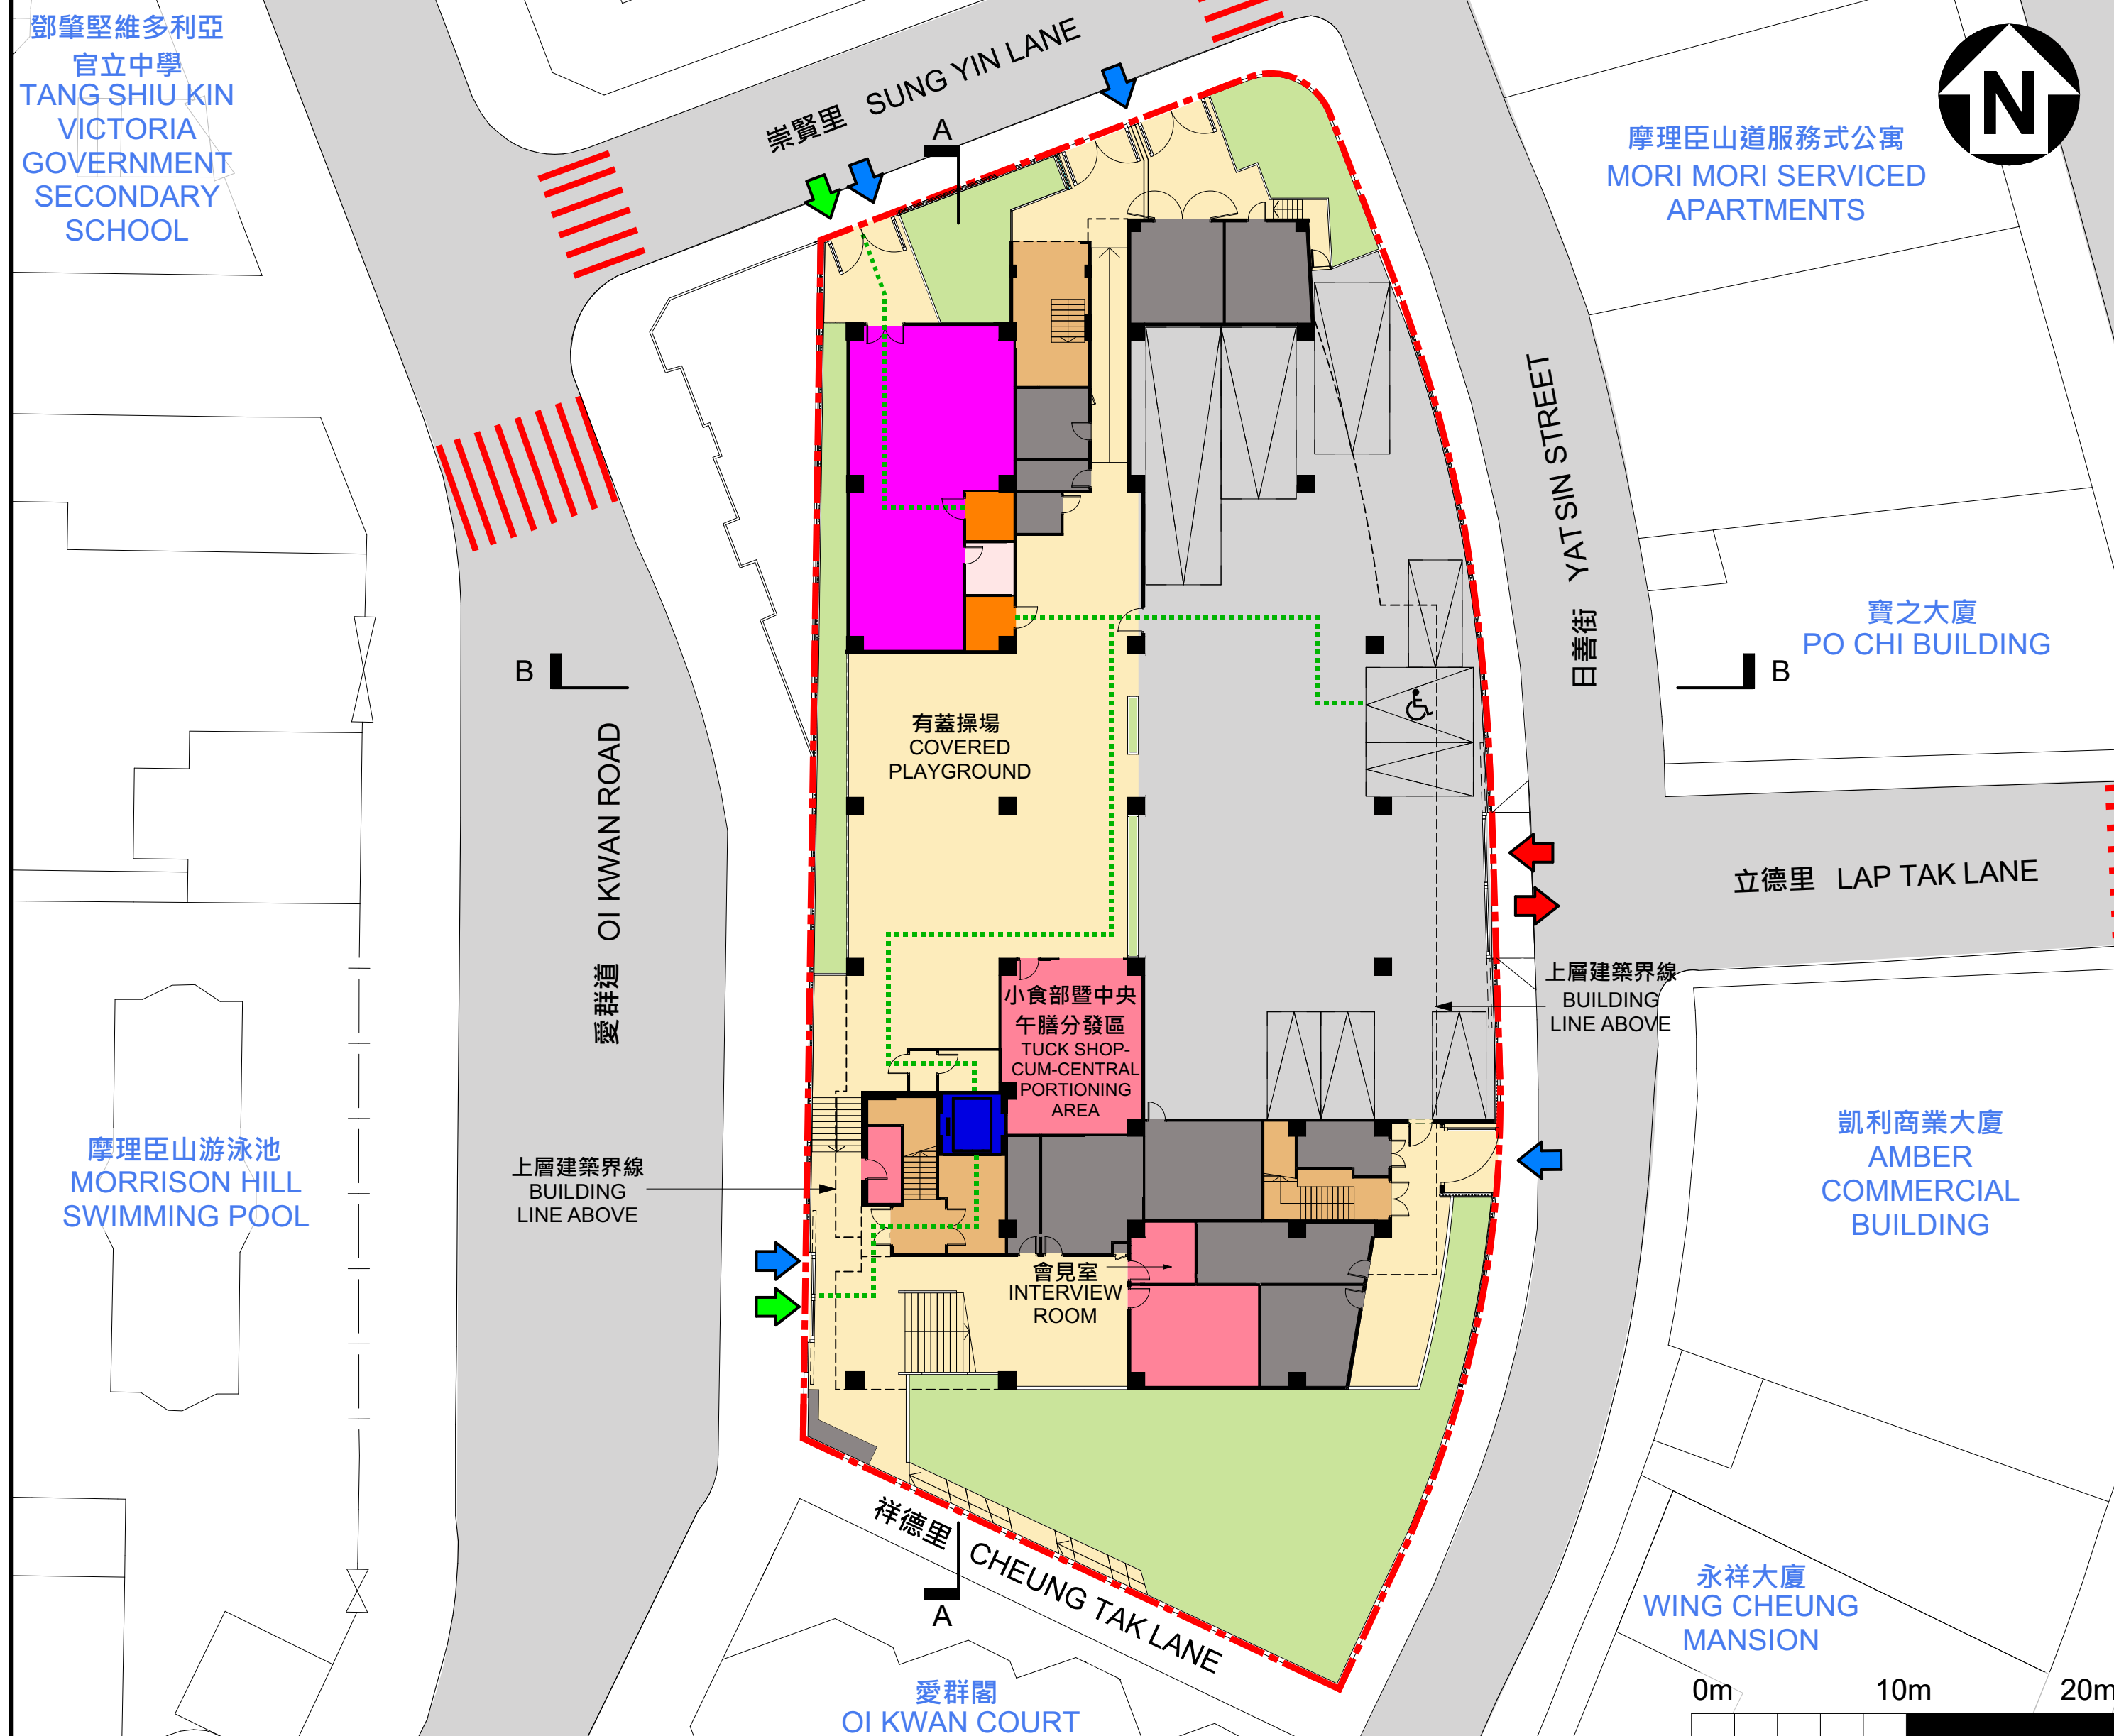 鄧肇堅維多利亞
官立中學
TANG SHIU KIN
VICTORIA
GOVERNMENT
SECONDARY
SCHOOL
崇賢里 SUNG YIN LANE
A
N
摩理臣山道服務式公寓
MORI MORI SERVICED
APARTMENTS
日善街 YAT SIN STREET
寶之大廈
PO CHI BUILDING
B
B
愛群道 OI KWAN ROAD
有蓋操場
COVERED
PLAYGROUND
立德里 LAP TAK LANE
上層建築界線
BUILDING
LINE ABOVE
小食部暨中央
午膳分發區
TUCK SHOP-
CUM-CENTRAL
PORTIONING
AREA
摩理臣山游泳池
MORRISON HILL
SWIMMING POOL
上層建築界線
BUILDING
LINE ABOVE
凱利商業大廈
AMBER
COMMERCIAL
BUILDING
會見室
INTERVIEW
ROOM
祥德里 CHEUNG TAK LANE
A
永祥大廈
WING CHEUNG
MANSION
愛群閣
OI KWAN COURT
0m 10m 20m